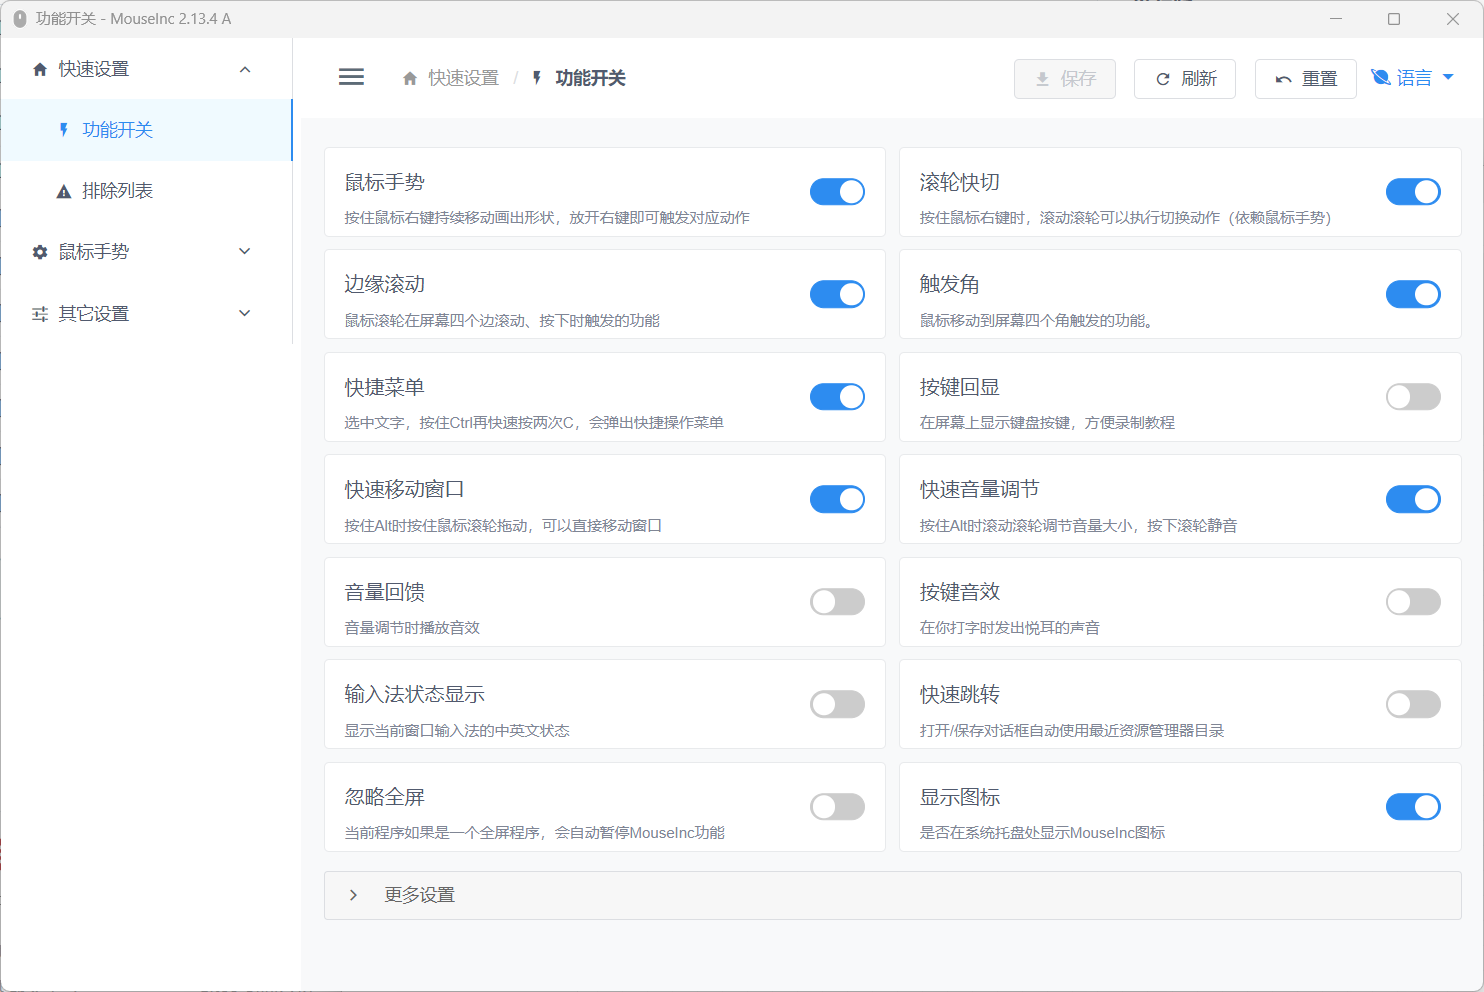 功能开关 - MouseInc 2.13.4 A
快速设置
功能开关
排除列表
鼠标手势
其它设置
快速设置 / 功能开关
保存
刷新
重置
语言
鼠标手势
按住鼠标右键持续移动画出形状，放开右键即可触发对应动作
滚轮快切
按住鼠标右键时，滚动滚轮可以执行切换动作（依赖鼠标手势）
边缘滚动
鼠标滚轮在屏幕四个边滚动、按下时触发的功能
触发角
鼠标移动到屏幕四个角触发的功能。
快捷菜单
选中文字，按住Ctrl再快速按两次C，会弹出快捷操作菜单
按键回显
在屏幕上显示键盘按键，方便录制教程
快速移动窗口
按住Alt时按住鼠标滚轮拖动，可以直接移动窗口
快速音量调节
按住Alt时滚动滚轮调节音量大小，按下滚轮静音
音量回馈
音量调节时播放音效
按键音效
在你打字时发出悦耳的声音
输入法状态显示
显示当前窗口输入法的中英文状态
快速跳转
打开/保存对话框自动使用最近资源管理器目录
忽略全屏
当前程序如果是一个全屏程序，会自动暂停MouseInc功能
显示图标
是否在系统托盘处显示MouseInc图标
更多设置